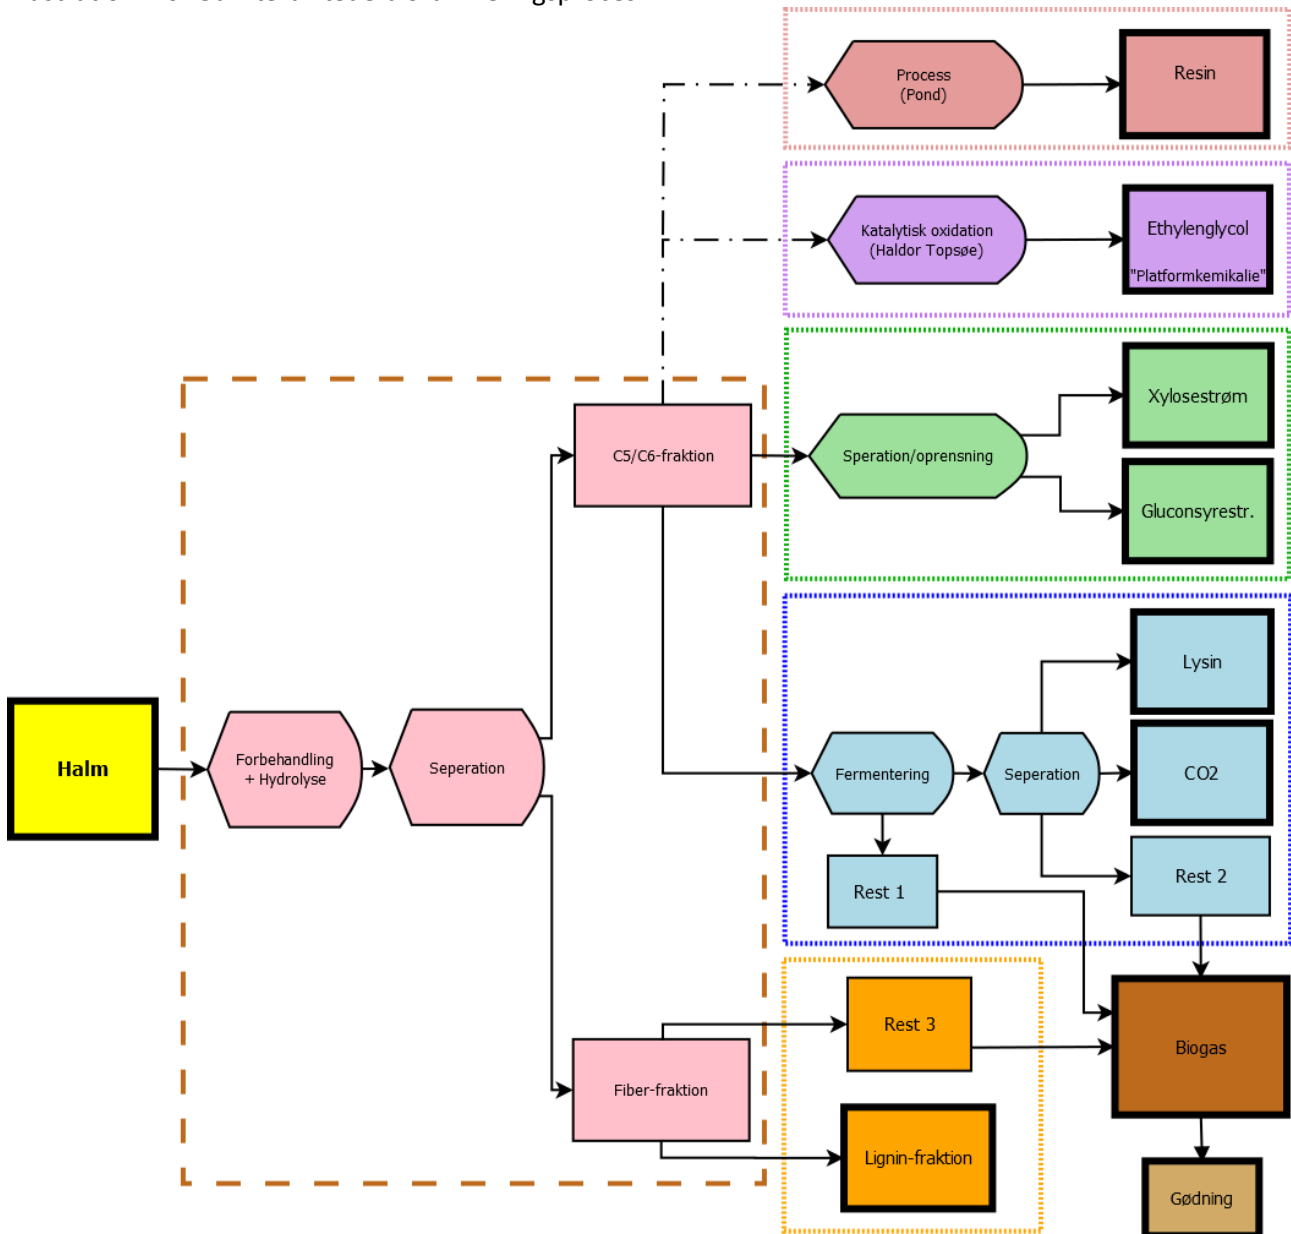 Process
(Pond)
Resin
Katalytisk oxidation
(Haldor Topsøe)
Ethylenglycol
"Platformkemikalie"
Xylosestrøm
C5/C6-fraktion
Speration/oprensning
Gluconsyrestr.
Lysin
Halm
Forbehandling
+ Hydrolyse
Seperation
Fermentering
Seperation
CO2
Rest 1
Rest 2
Rest 3
Biogas
Fiber-fraktion
Lignin-fraktion
Gødning